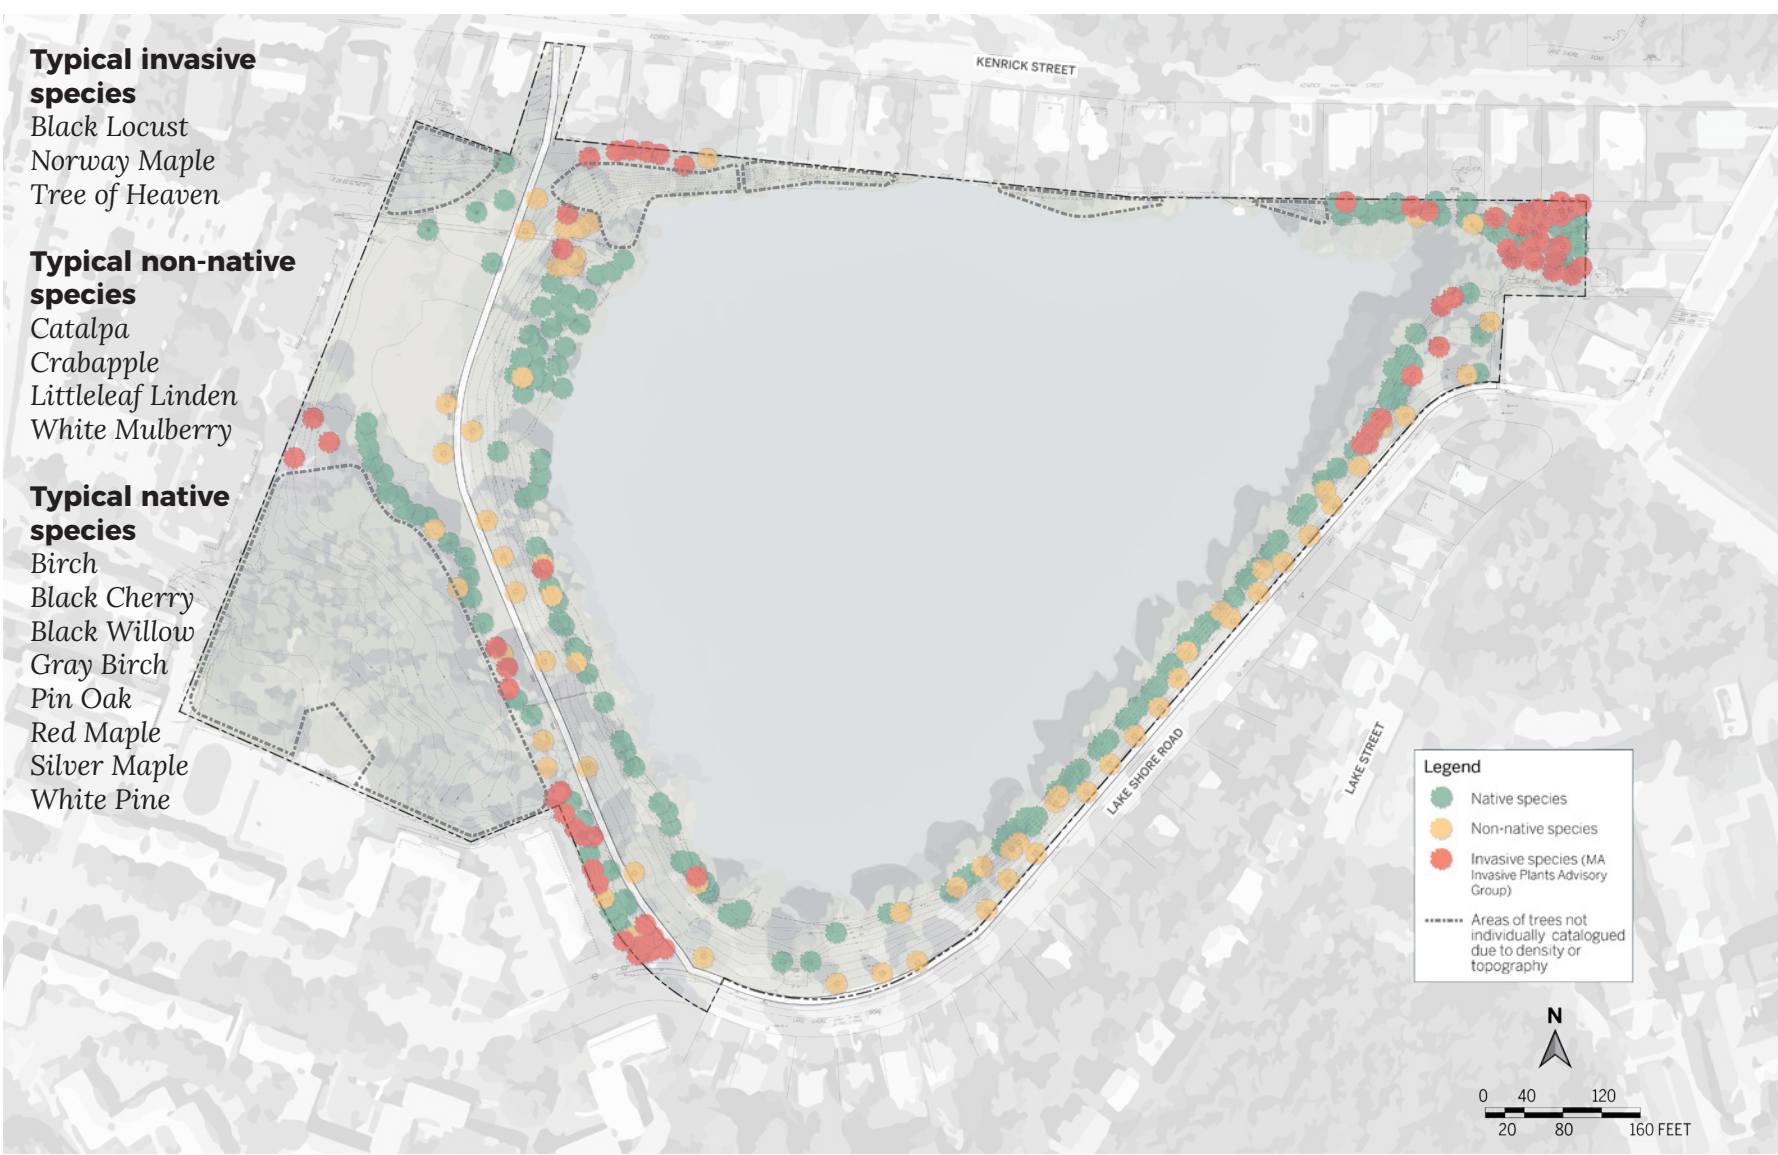 Typical invasive
species
Black Locust
Norway Maple
Tree of Heaven
Typical non-native
species
Catalpa
Crabapple
Littleleaf Linden
White Mulberry
Typical native
species
Birch
Black Cherry
Black Willow
Gray Birch
Pin Oak
Red Maple
Silver Maple
White Pine
KENRICK STREET
KENRICK STREET
KENRICK STREET
LAKE SHORE ROAD
LAKE STREET
Legend
Native species
Non-native species
Invasive species (MA
Invasive Plants Advisory
Group)
Areas of trees not
individually catalogued
due to density or
topography
N
0 40 120
20 80 160 FEET